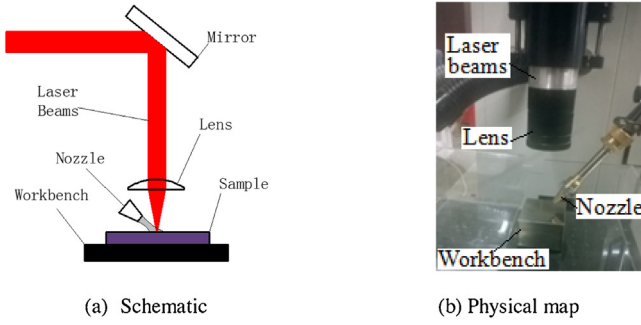 Mirror
Laser
Beams
Lens
Nozzle
Workbench
Sample
(a) Schematic
Laser
beams
Lens
Nozzle
Workbench
(b) Physical map